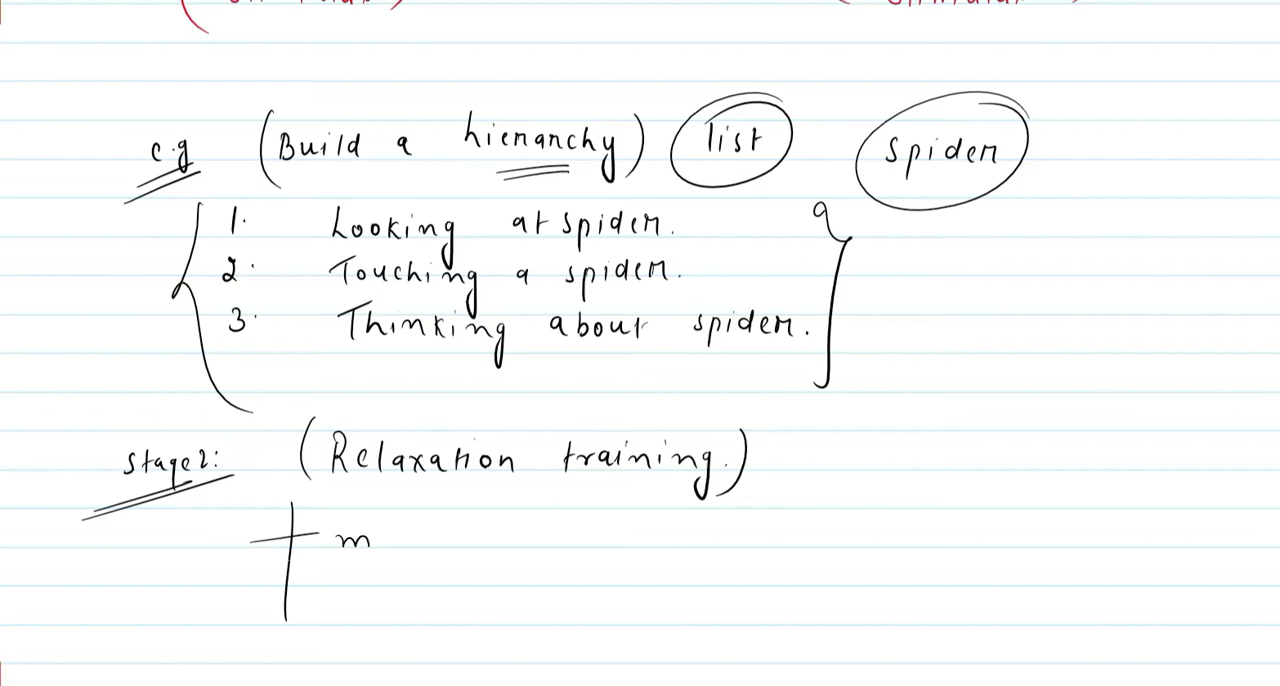 e.g (Build a hierarchy) list spider
1. Looking at spider.
2. Touching a spider.
3. Thinking about spider.
Stage 2: (Relaxation training.)
m